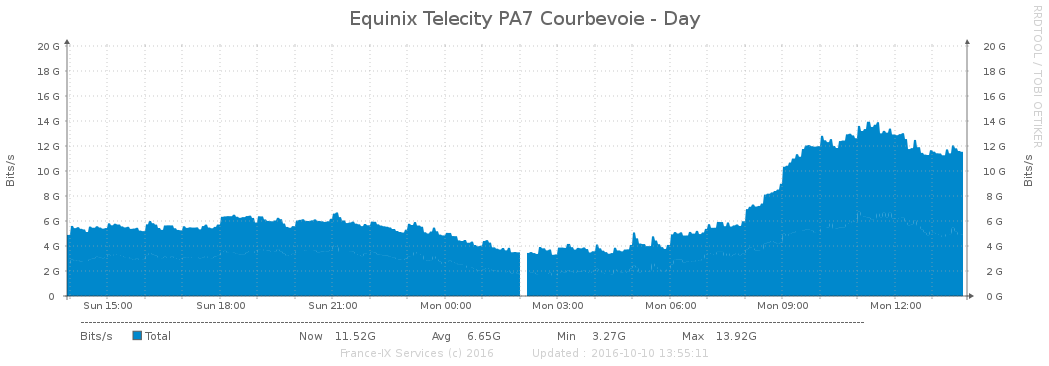 Equinix Telecity PA7 Courbevoie - Day
RRDTOOL / TOBI OETIKER
Bits/s
20 G 20 G
18 G 18 G
16 G 16 G
14 G 14 G
12 G 12 G
10 G 10 G
8 G 8 G
6 G 6 G
4 G 4 G
2 G 2 G
0 0 G
Bits/s
Sun 15:00 Sun 18:00 Sun 21:00 Mon 00:00 Mon 03:00 Mon 06:00 Mon 09:00 Mon 12:00
Bits/s Total Now 11.52G Avg 6.65G Min 3.27G Max 13.92G
France-IX Services (c) 2016 Updated : 2016-10-10 13:55:11